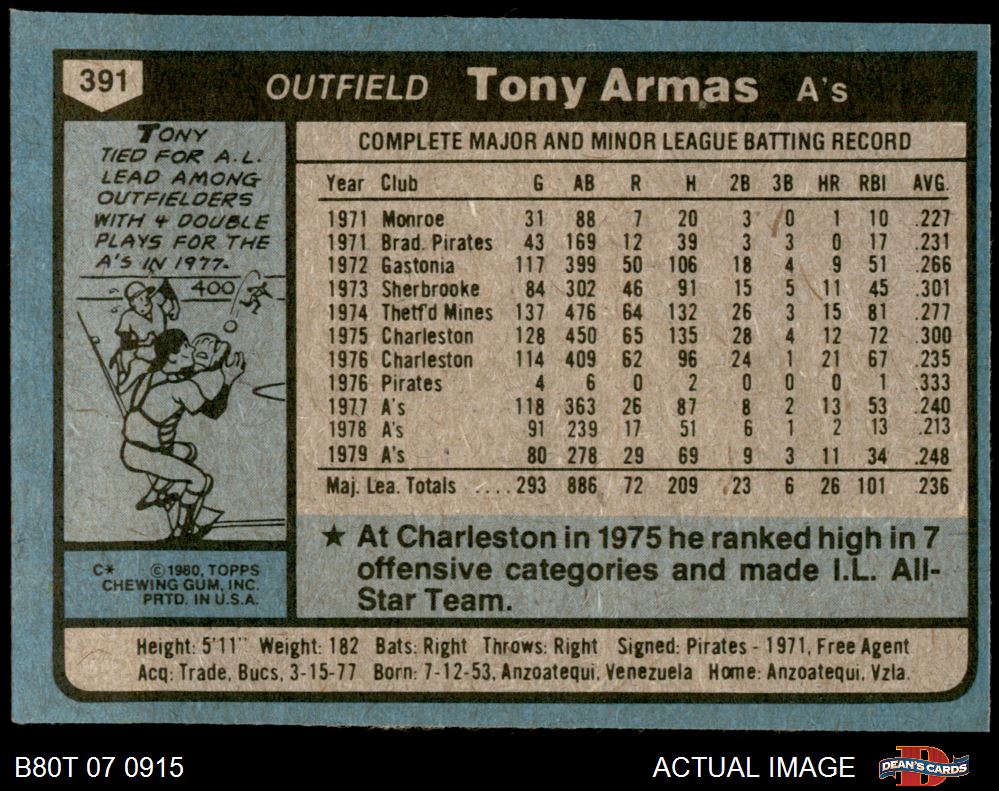 391
OUTFIELD Tony Armas A's
TONY
TIED FOR A.L.
LEAD AMONG
OUTFIELDERS
WITH 4 DOUBLE
PLAYS FOR THE
A'S IN 1977.
400
C* © 1980, TOPPS
CHEWING GUM, INC.
PRTD. IN U.S.A.
COMPLETE MAJOR AND MINOR LEAGUE BATTING RECORD
Year Club G AB R H 2B 3B HR RBI AVG.
1971 Monroe 31 88 7 20 3 0 1 10 .227
1971 Brad. Pirates 43 169 12 39 3 3 0 17 .231
1972 Gastonia 117 399 50 106 18 4 9 51 .266
1973 Sherbrooke 84 302 46 91 15 5 11 45 .301
1974 Thetf'd Mines 137 476 64 132 26 3 15 81 .277
1975 Charleston 128 450 65 135 28 4 12 72 .300
1976 Charleston 114 409 62 96 24 1 21 67 .235
1976 Pirates 4 6 0 2 0 0 0 1 .333
1977 A's 118 363 26 87 8 2 13 53 .240
1978 A's 91 239 17 51 6 1 2 13 .213
1979 A's 80 278 29 69 9 3 11 34 .248
Maj. Lea. Totals ....293 886 72 209 23 6 26 101 .236
★ At Charleston in 1975 he ranked high in 7
offensive categories and made I.L. All-
Star Team.
Height: 5'11" Weight: 182 Bats: Right Throws: Right Signed: Pirates - 1971, Free Agent
Acq: Trade, Bucs, 3-15-77 Born: 7-12-53, Anzoatequi, Venezuela Home: Anzoatequi, Vzla.
B80T 07 0915 ACTUAL IMAGE
D
DEAN'S CARDS